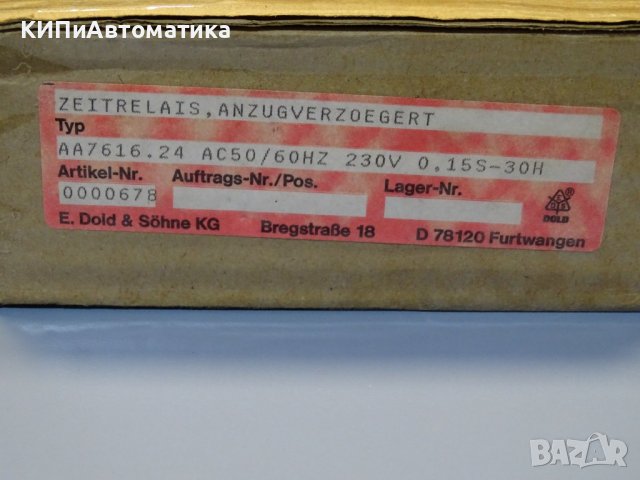 КИПиАвтоматика
ZEITRELAIS,ANZUGVERZOEGERT
Typ
AA7616.24 AC50/60HZ 230V 0,15S-30H
Artikel-Nr. Auftrags-Nr./Pos. Lager-Nr.
0000678
DOLD
E. Dold & Söhne KG Bregstraße 18 D 78120 Furtwangen
BAZAR